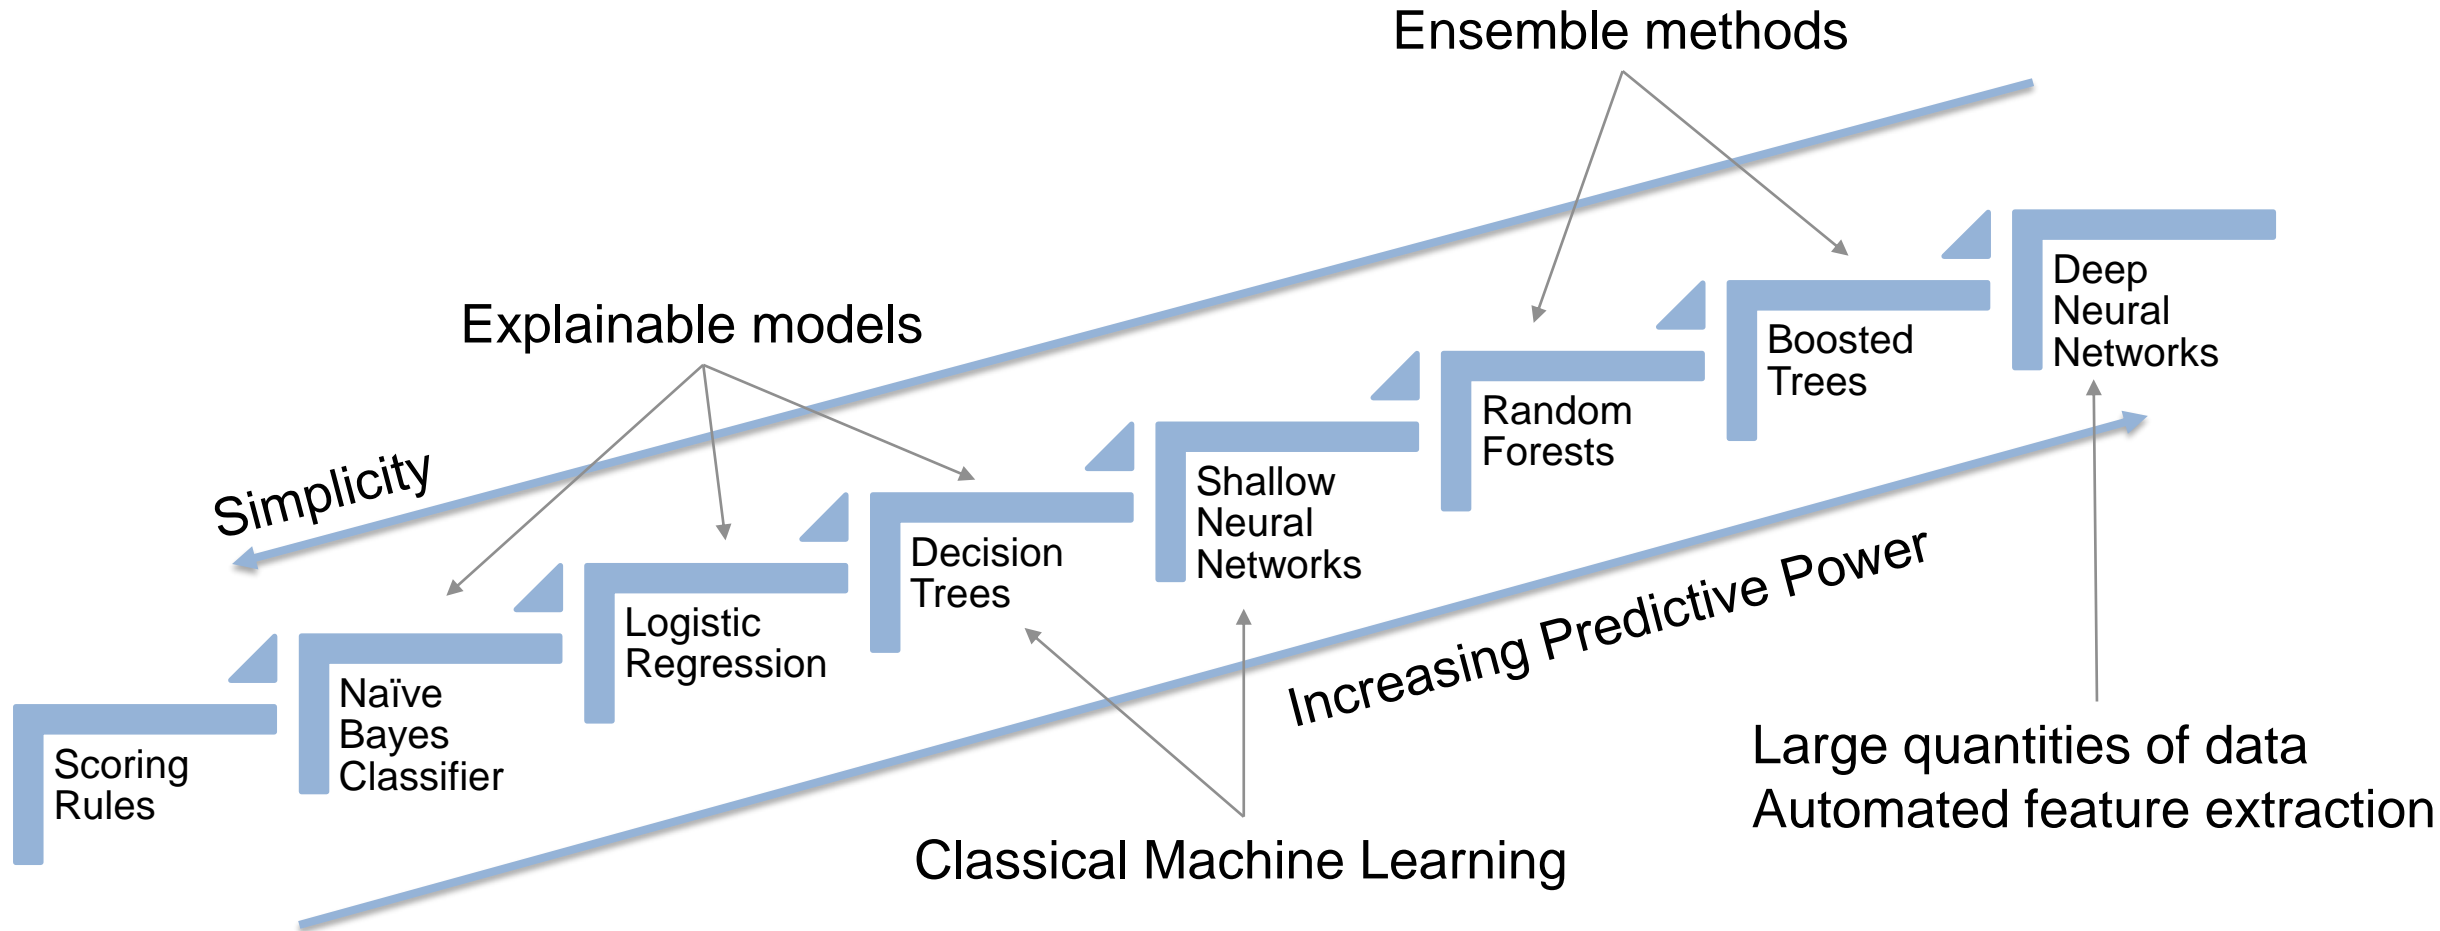 Ensemble methods
Explainable models
Simplicity
Deep
Neural
Networks
Boosted
Trees
Random
Forests
Shallow
Neural
Networks
Decision
Trees
Logistic
Regression
Naïve
Bayes
Classifier
Scoring
Rules
Increasing Predictive Power
Large quantities of data
Automated feature extraction
Classical Machine Learning